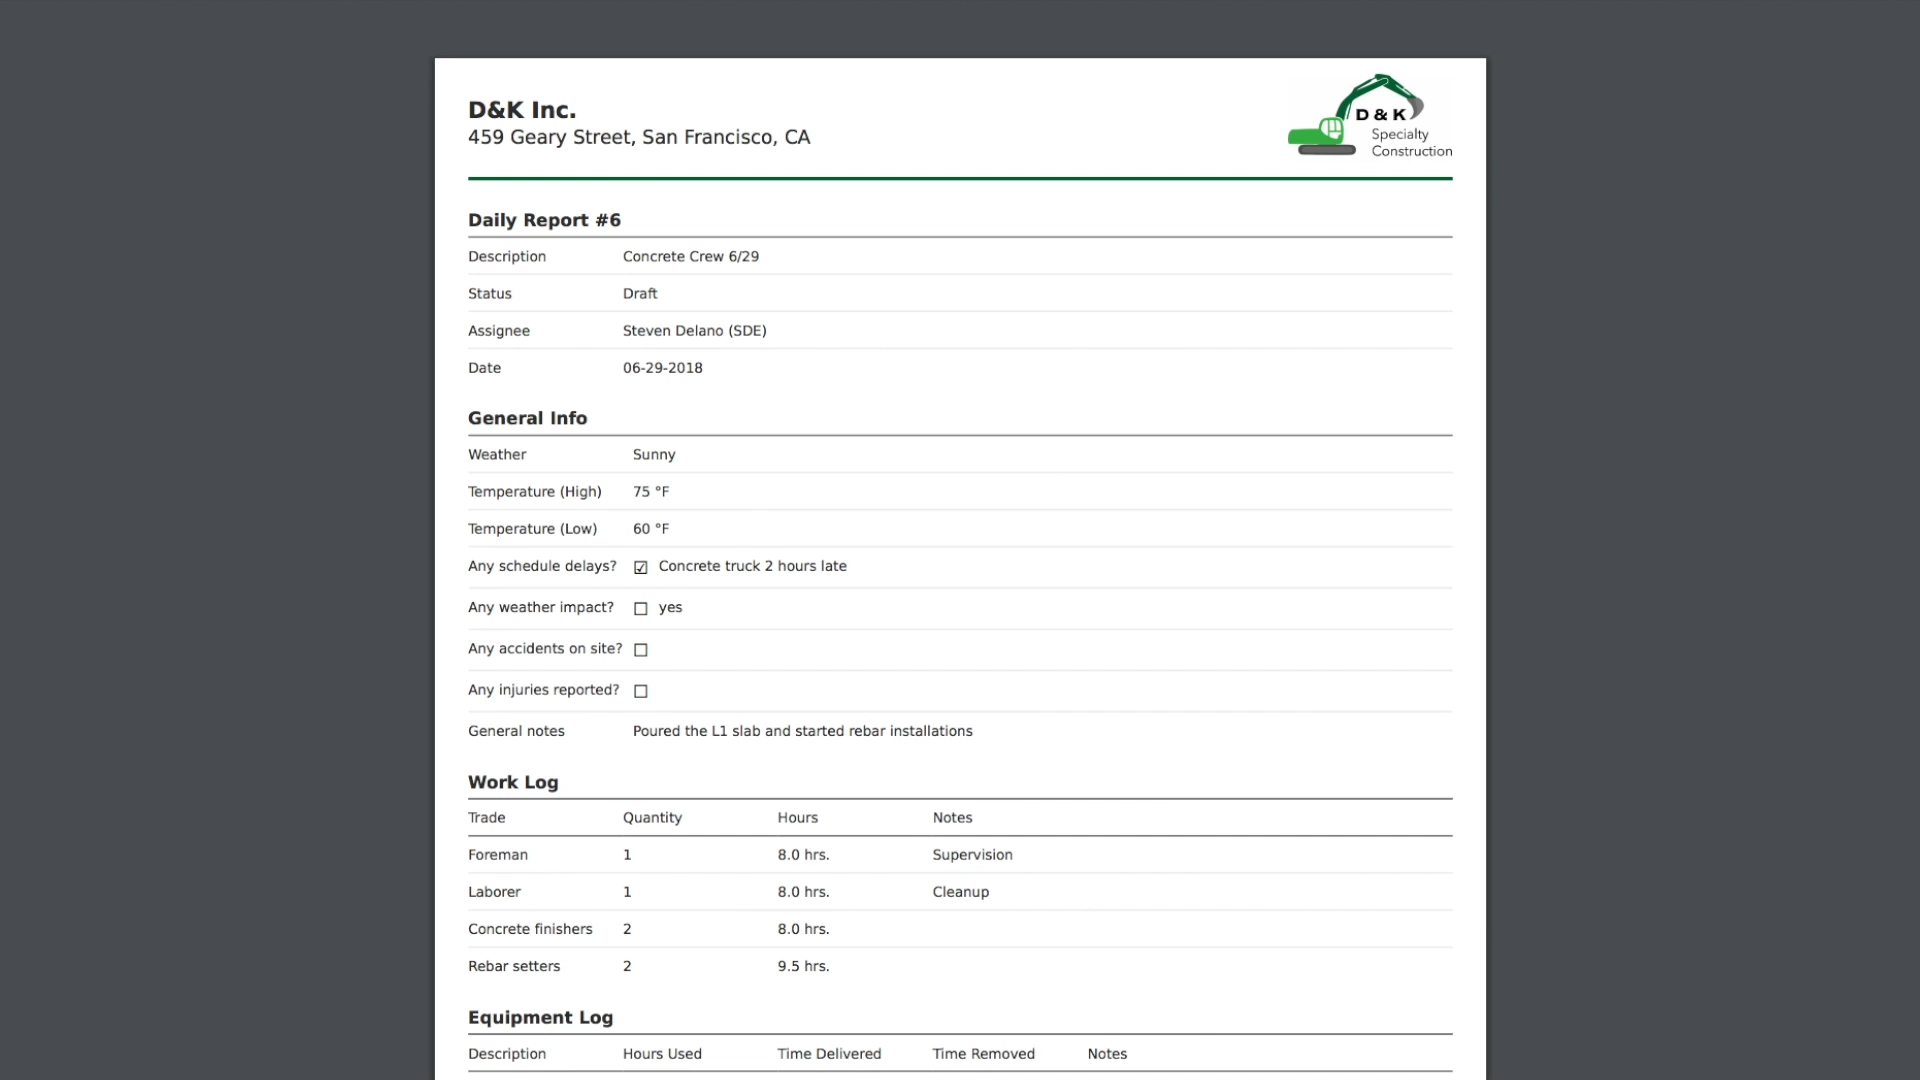 D&K Inc.
459 Geary Street, San Francisco, CA
D & K
Specialty
Construction
Daily Report #6
Description Concrete Crew 6/29
Status Draft
Assignee Steven Delano (SDE)
Date 06-29-2018
General Info
Weather Sunny
Temperature (High) 75 °F
Temperature (Low) 60 °F
Any schedule delays? ☑ Concrete truck 2 hours late
Any weather impact? ☐ yes
Any accidents on site? ☐
Any injuries reported? ☐
General notes Poured the L1 slab and started rebar installations
Work Log
Trade Quantity Hours Notes
Foreman 1 8.0 hrs. Supervision
Laborer 1 8.0 hrs. Cleanup
Concrete finishers 2 8.0 hrs.
Rebar setters 2 9.5 hrs.
Equipment Log
Description Hours Used Time Delivered Time Removed Notes